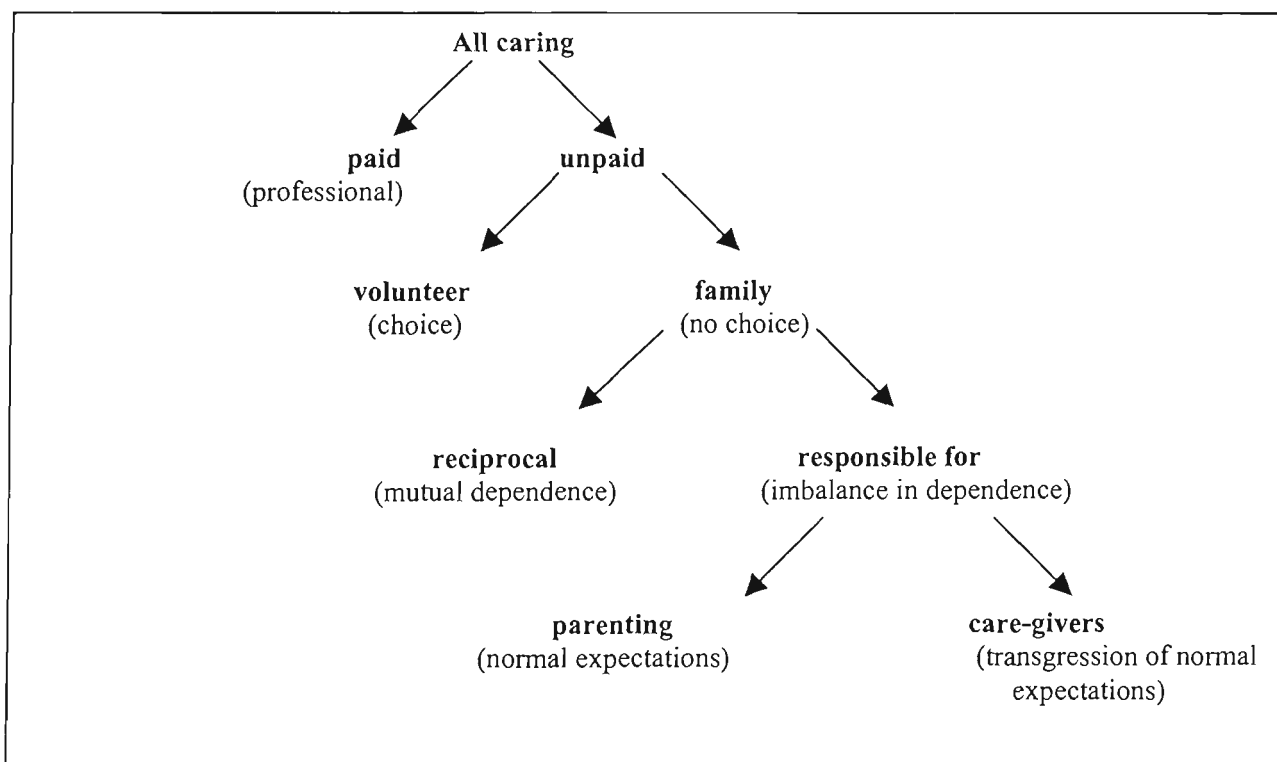 All caring
paid unpaid
(professional)
volunteer family
(choice) (no choice)
reciprocal responsible for
(mutual dependence) (imbalance in dependence)
parenting care-givers
(normal expectations) (transgression of normal
expectations)